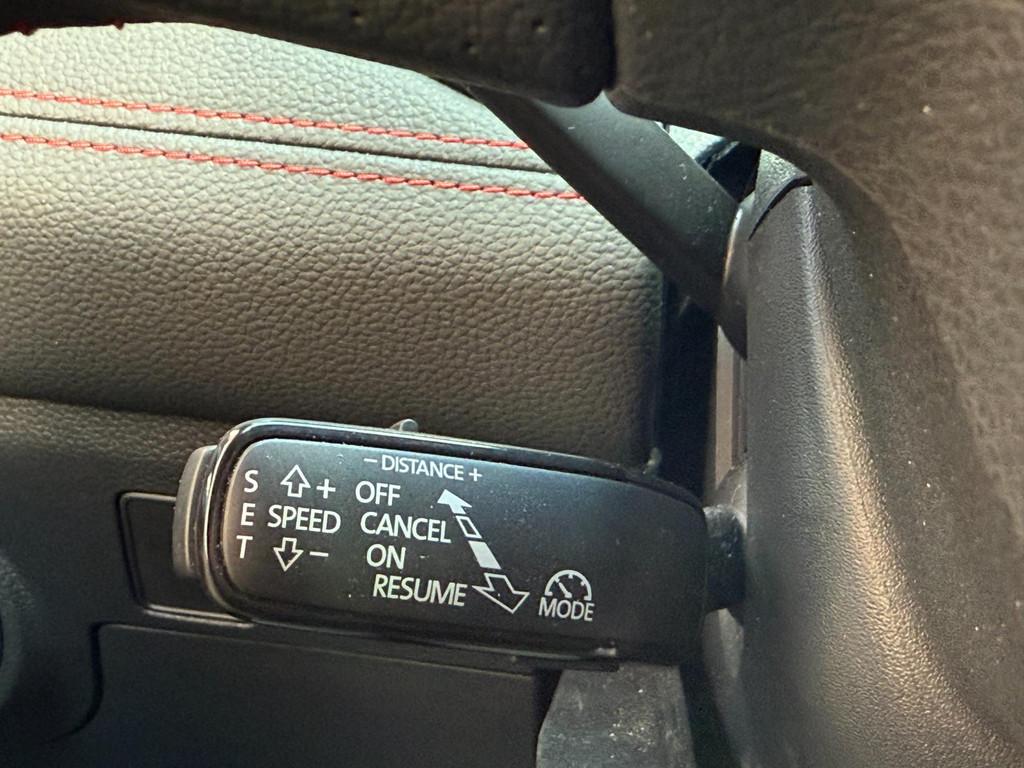 − DISTANCE +
S + OFF
E SPEED CANCEL
T − ON
RESUME
MODE